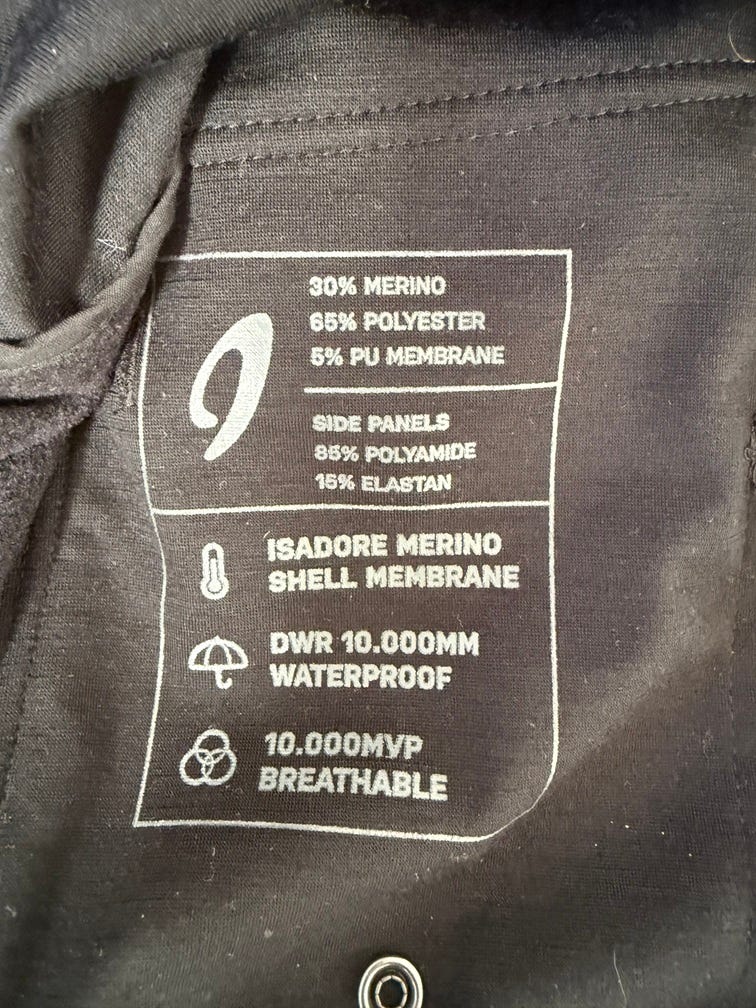 30% MERINO
65% POLYESTER
5% PU MEMBRANE
SIDE PANELS
85% POLYAMIDE
15% ELASTAN
ISADORE MERINO
SHELL MEMBRANE
DWR 10.000MM
WATERPROOF
10.000MVP
BREATHABLE